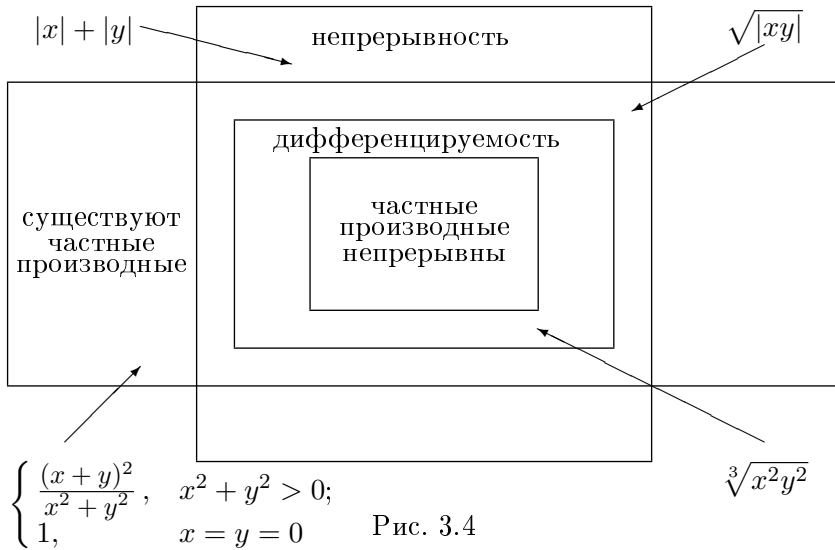 |x| + |y|
непрерывность
√|xy|
дифференцируемость
существуют
частные
производные
частные
производные
непрерывны
{ (x + y)² / (x² + y²) , x² + y² > 0;
1, x = y = 0
∛x²y²
Рис. 3.4